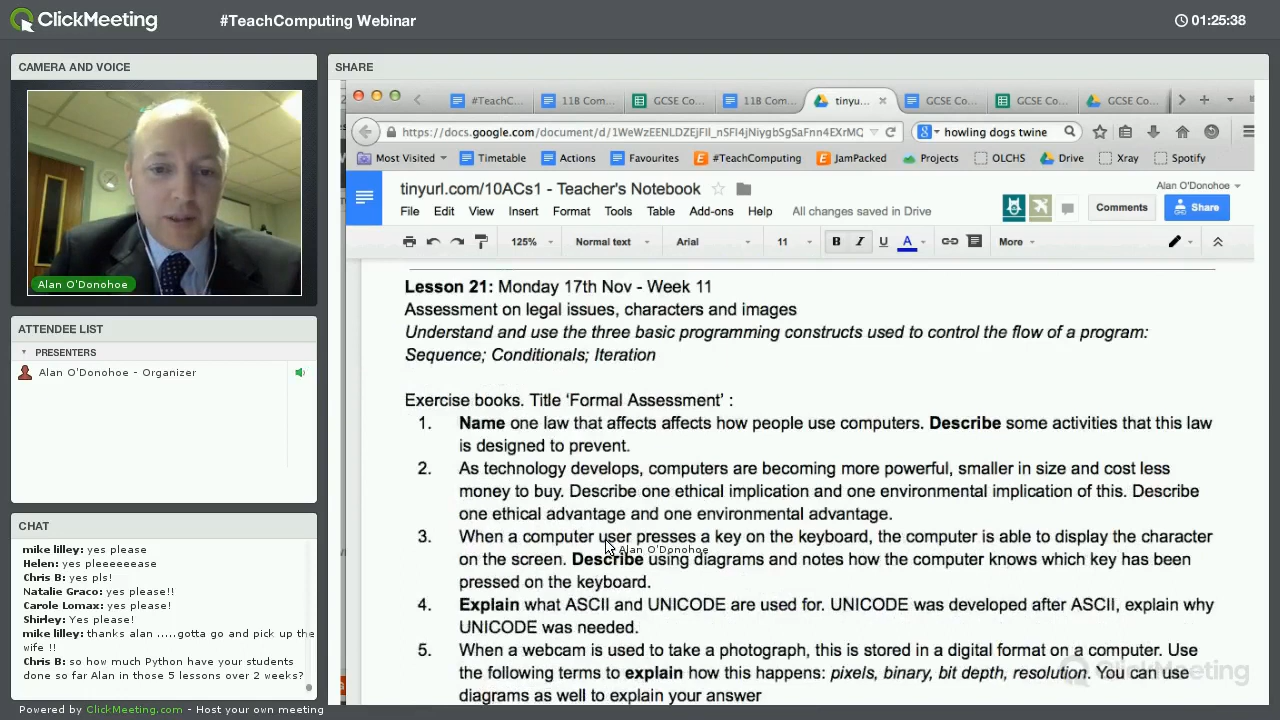 ClickMeeting
#TeachComputing Webinar
01:25:38
CAMERA AND VOICE
Alan O'Donohoe
ATTENDEE LIST
PRESENTERS
Alan O'Donohoe - Organizer
CHAT
mike lilley: yes please
Helen: yes pleeeeeease
Chris B: yes pls!
Natalie Graco: yes please!!
Carole Lomax: yes please!
Shirley: Yes please!
mike lilley: thanks alan .....gotta go and pick up the
wife !!
Chris B: so how much Python have your students
done so far Alan in those 5 lessons over 2 weeks?
Powered by ClickMeeting.com - Host your own meeting
SHARE
#TeachC...
11B Com...
GCSE Co...
11B Com...
tinyu...
GCSE Co...
GCSE Co...
GCSE Co...
howling dogs twine
Most Visited
Timetable
Actions
Favourites
#TeachComputing
JamPacked
Projects
OLCHS
Drive
Xray
Spotify
tinyurl.com/10ACs1 - Teacher's Notebook
Alan O'Donohoe
File Edit View Insert Format Tools Table Add-ons Help All changes saved in Drive
Comments
Share
125% Normal text Arial 11 B I U A More
Lesson 21: Monday 17th Nov - Week 11
Assessment on legal issues, characters and images
Understand and use the three basic programming constructs used to control the flow of a program:
Sequence; Conditionals; Iteration
Exercise books. Title ‘Formal Assessment’ :
1. Name one law that affects affects how people use computers. Describe some activities that this law
is designed to prevent.
2. As technology develops, computers are becoming more powerful, smaller in size and cost less
money to buy. Describe one ethical implication and one environmental implication of this. Describe
one ethical advantage and one environmental advantage.
3. When a computer user presses a key on the keyboard, the computer is able to display the character
Alan O'Donohoe
on the screen. Describe using diagrams and notes how the computer knows which key has been
pressed on the keyboard.
4. Explain what ASCII and UNICODE are used for. UNICODE was developed after ASCII, explain why
UNICODE was needed.
5. When a webcam is used to take a photograph, this is stored in a digital format on a computer. Use
the following terms to explain how this happens: pixels, binary, bit depth, resolution. You can use
diagrams as well to explain your answer
ClickMeeting